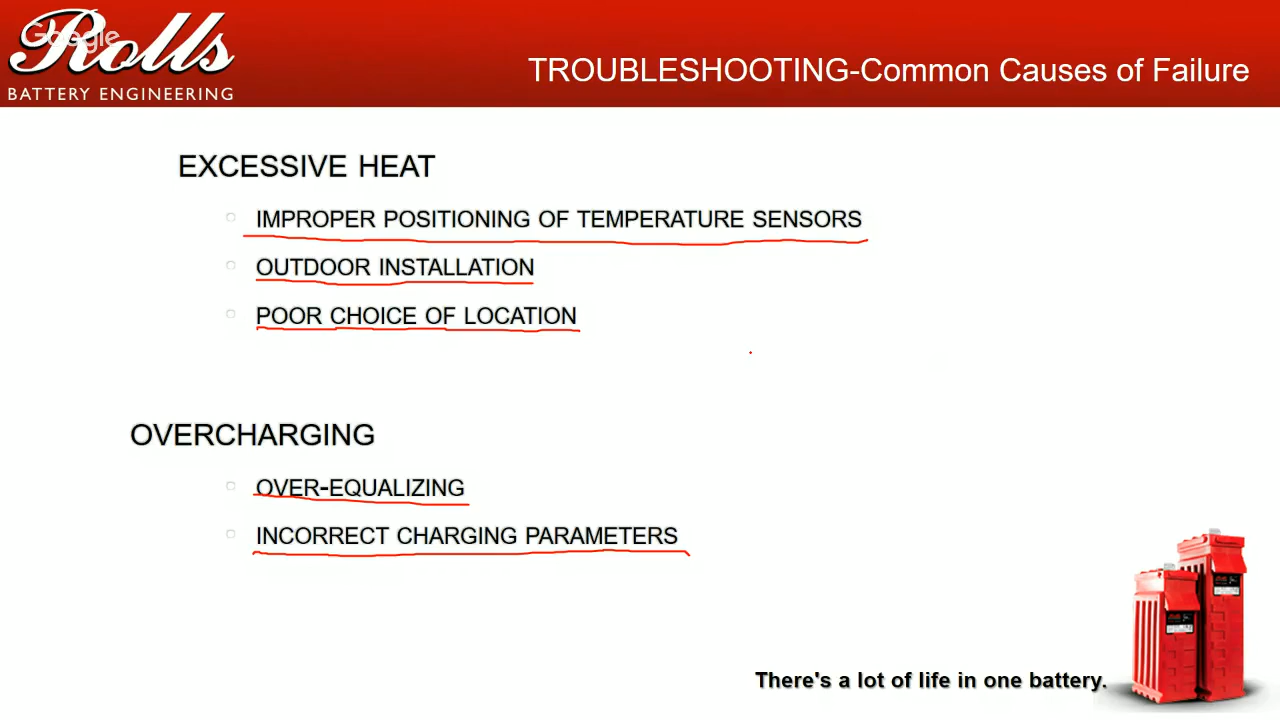 Google
Rolls
BATTERY ENGINEERING
TROUBLESHOOTING-Common Causes of Failure
EXCESSIVE HEAT
IMPROPER POSITIONING OF TEMPERATURE SENSORS
OUTDOOR INSTALLATION
POOR CHOICE OF LOCATION
OVERCHARGING
OVER-EQUALIZING
INCORRECT CHARGING PARAMETERS
There's a lot of life in one battery.